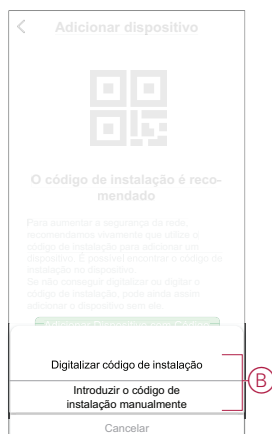 Adicionar dispositivo
O código de instalação é reco-
mendado
Para aumentar a segurança da rede,
recomendamos vivamente que utilize o
código de instalação para adicionar um
dispositivo. É possível encontrar o código de
instalação no dispositivo.
Se não conseguir digitalizar ou digitar o
código de instalação, pode ainda assim
adicionar o dispositivo sem ele.
Digitalizar código de instalação
B
Introduzir o código de
instalação manualmente
Cancelar